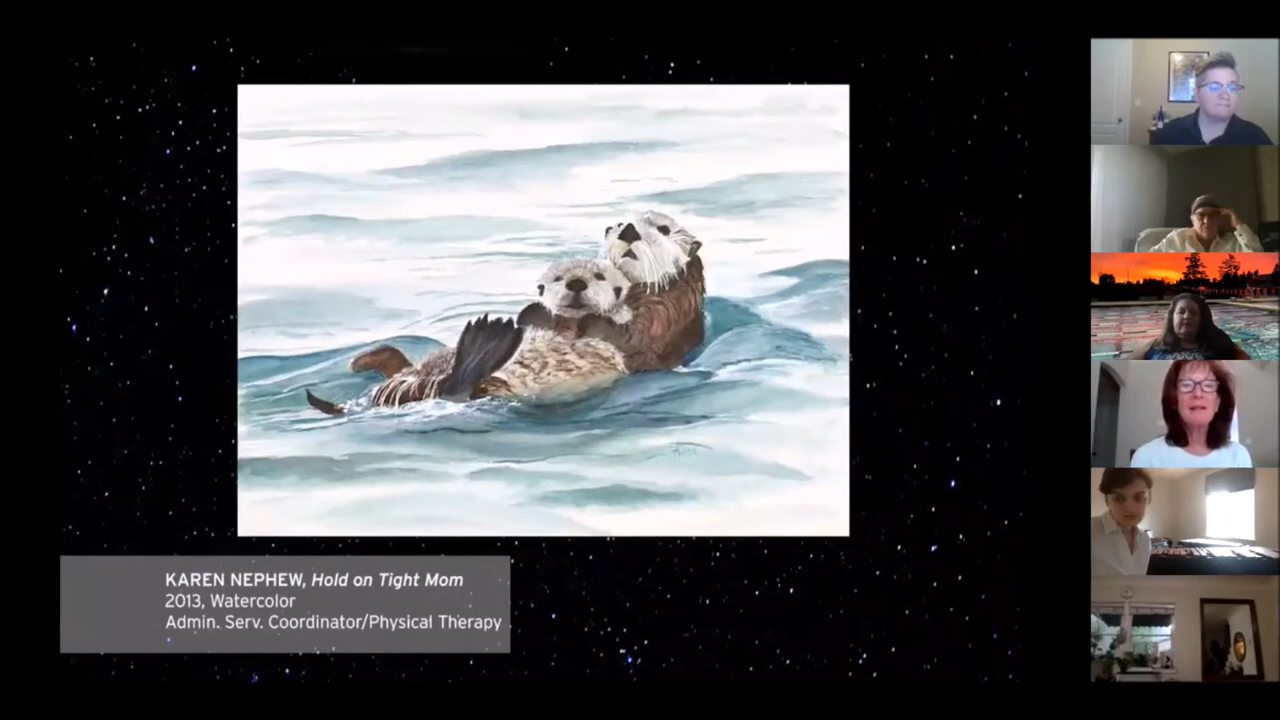 KAREN NEPHEW, Hold on Tight Mom
2013, Watercolor
Admin. Serv. Coordinator/Physical Therapy